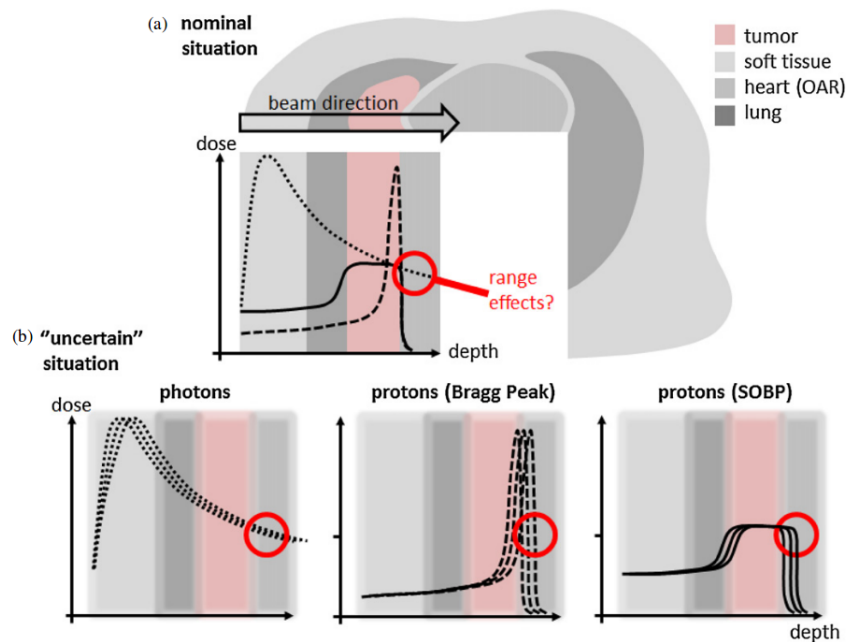 (a) nominal
situation
tumor
soft tissue
heart (OAR)
lung
beam direction
dose
range
effects?
depth
(b) "uncertain"
situation
photons
protons (Bragg Peak)
protons (SOBP)
dose
depth